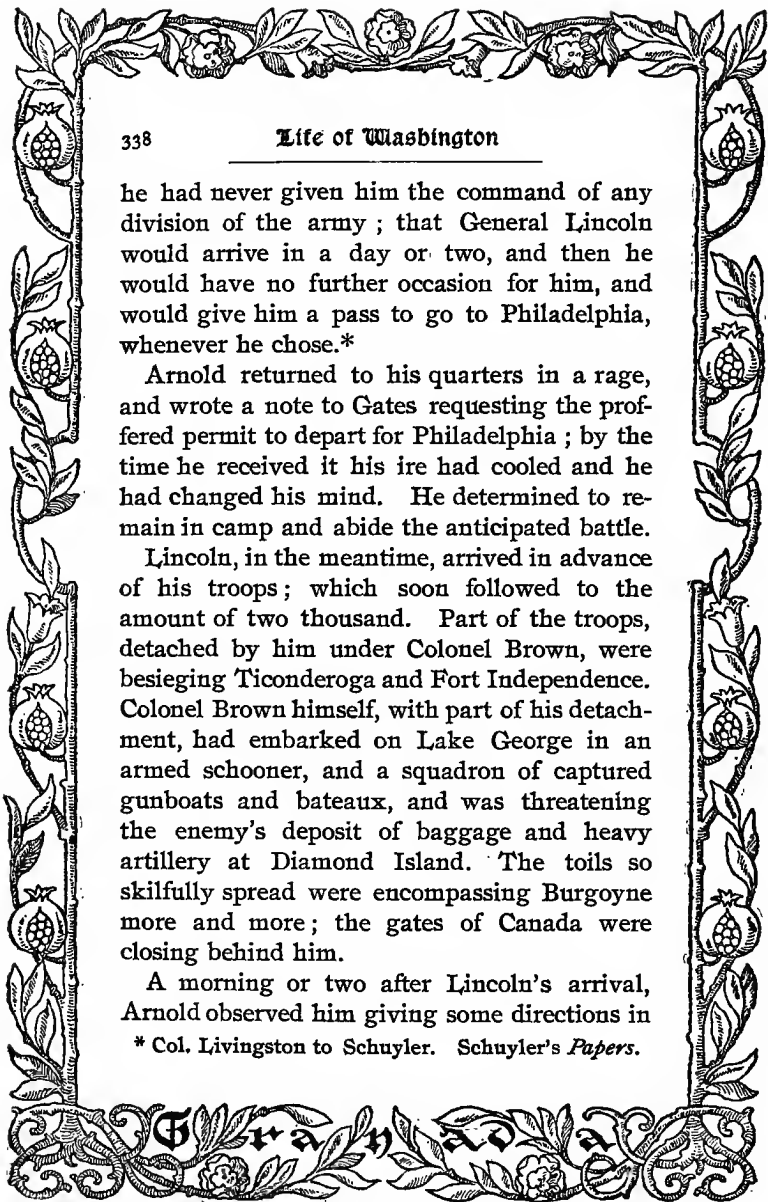 338 Life of Washington
he had never given him the command of any
division of the army ; that General Lincoln
would arrive in a day or two, and then he
would have no further occasion for him, and
would give him a pass to go to Philadelphia,
whenever he chose.*
Arnold returned to his quarters in a rage,
and wrote a note to Gates requesting the prof-
fered permit to depart for Philadelphia ; by the
time he received it his ire had cooled and he
had changed his mind. He determined to re-
main in camp and abide the anticipated battle.
Lincoln, in the meantime, arrived in advance
of his troops ; which soon followed to the
amount of two thousand. Part of the troops,
detached by him under Colonel Brown, were
besieging Ticonderoga and Fort Independence.
Colonel Brown himself, with part of his detach-
ment, had embarked on Lake George in an
armed schooner, and a squadron of captured
gunboats and bateaux, and was threatening
the enemy's deposit of baggage and heavy
artillery at Diamond Island. The toils so
skilfully spread were encompassing Burgoyne
more and more ; the gates of Canada were
closing behind him.
A morning or two after Lincoln's arrival,
Arnold observed him giving some directions in
* Col. Livingston to Schuyler. Schuyler's Papers.
Granada